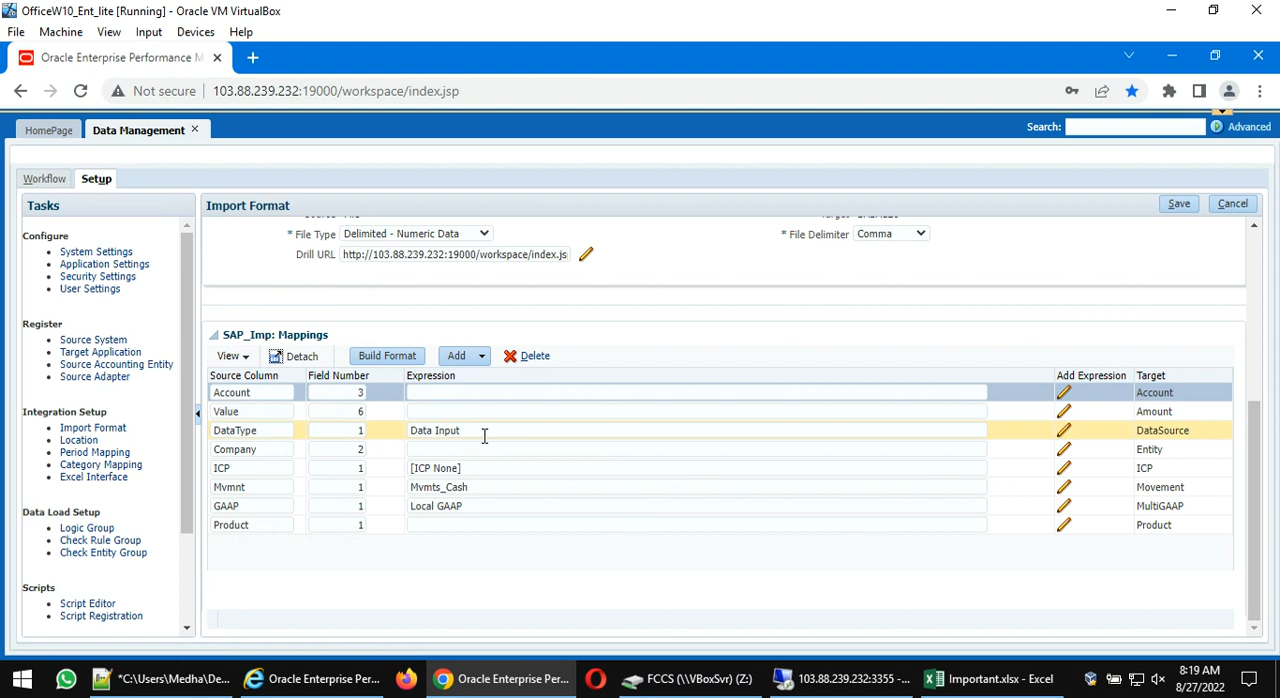 OfficeW10_Ent_lite [Running] - Oracle VM VirtualBox
File Machine View Input Devices Help
Oracle Enterprise Performance M
Not secure 103.88.239.232:19000/workspace/index.jsp
HomePage Data Management Search: Advanced
Workflow Setup
Tasks
Import Format Save Cancel
Configure
System Settings
Application Settings
Security Settings
User Settings
Register
Source System
Target Application
Source Accounting Entity
Source Adapter
Integration Setup
Import Format
Location
Period Mapping
Category Mapping
Excel Interface
Data Load Setup
Logic Group
Check Rule Group
Check Entity Group
Scripts
Script Editor
Script Registration
* File Type Delimited - Numeric Data * File Delimiter Comma
Drill URL http://103.88.239.232:19000/workspace/index.jsp
SAP_Imp: Mappings
View Detach Build Format Add Delete
Source Column Field Number Expression Add Expression Target
Account 3 Account
Value 6 Amount
DataType 1 Data Input DataSource
Company 2 Entity
ICP 1 [ICP None] ICP
Mvmnt 1 Mvmts_Cash Movement
GAAP 1 Local GAAP MultiGAAP
Product 1 Product
*C:\Users\Medha\De... Oracle Enterprise Per... Oracle Enterprise Per... FCCS (\\VBoxSvr) (Z:) 103.88.239.232:3355 -... Important.xlsx - Excel
8:19 AM
8/27/2022